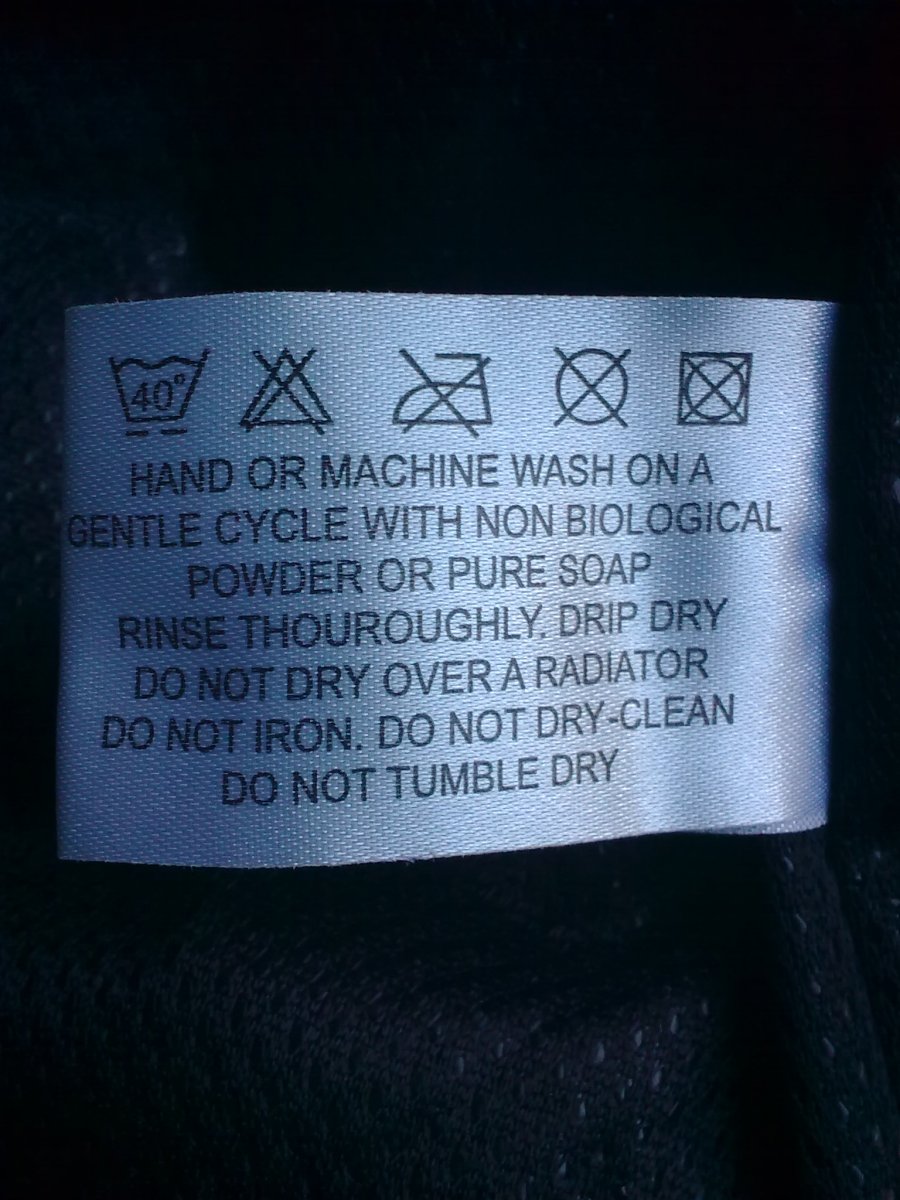 40°
HAND OR MACHINE WASH ON A
GENTLE CYCLE WITH NON BIOLOGICAL
POWDER OR PURE SOAP
RINSE THOUROUGHLY. DRIP DRY
DO NOT DRY OVER A RADIATOR
DO NOT IRON. DO NOT DRY-CLEAN
DO NOT TUMBLE DRY